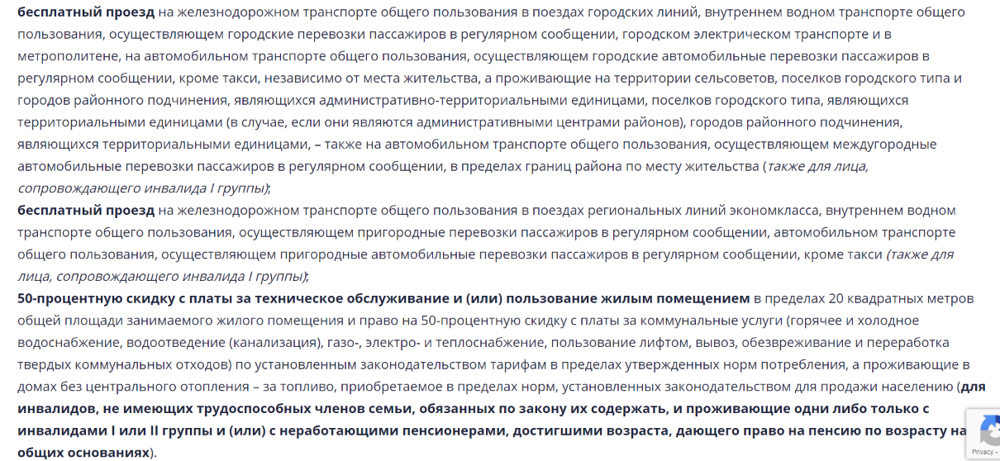 бесплатный проезд на железнодорожном транспорте общего пользования в поездах городских линий, внутреннем водном транспорте общего
пользования, осуществляющем городские перевозки пассажиров в регулярном сообщении, городском электрическом транспорте и в
метрополитене, на автомобильном транспорте общего пользования, осуществляющем городские автомобильные перевозки пассажиров в
регулярном сообщении, кроме такси, независимо от места жительства, а проживающие на территории сельсоветов, поселков городского типа и
городов районного подчинения, являющихся административно-территориальными единицами, поселков городского типа, являющихся
территориальными единицами (в случае, если они являются административными центрами районов), городов районного подчинения,
являющихся территориальными единицами, – также на автомобильном транспорте общего пользования, осуществляющем междугородные
автомобильные перевозки пассажиров в регулярном сообщении, в пределах границ района по месту жительства (также для лица,
сопровождающего инвалида I группы);
бесплатный проезд на железнодорожном транспорте общего пользования в поездах региональных линий экономкласса, внутреннем водном
транспорте общего пользования, осуществляющем пригородные перевозки пассажиров в регулярном сообщении, автомобильном транспорте
общего пользования, осуществляющем пригородные автомобильные перевозки пассажиров в регулярном сообщении, кроме такси (также для
лица, сопровождающего инвалида I группы);
50-процентную скидку с платы за техническое обслуживание и (или) пользование жилым помещением в пределах 20 квадратных метров
общей площади занимаемого жилого помещения и право на 50-процентную скидку с платы за коммунальные услуги (горячее и холодное
водоснабжение, водоотведение (канализация), газо-, электро- и теплоснабжение, пользование лифтом, вывоз, обезвреживание и переработка
твердых коммунальных отходов) по установленным законодательством тарифам в пределах утвержденных норм потребления, а проживающие в
домах без центрального отопления – за топливо, приобретаемое в пределах норм, установленных законодательством для продажи населению (для
инвалидов, не имеющих трудоспособных членов семьи, обязанных по закону их содержать, и проживающие одни либо только с
инвалидами I или II группы и (или) с неработающими пенсионерами, достигшими возраста, дающего право на пенсию по возрасту на
общих основаниях).
Privacy -